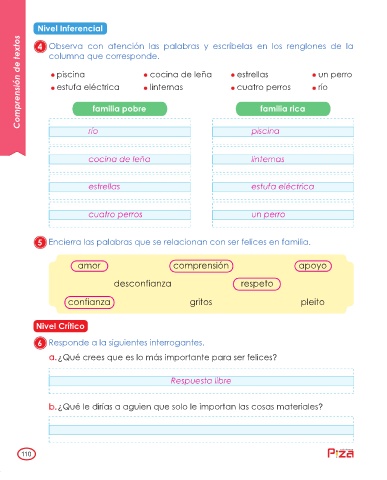 Comprensión de textos
Nivel Inferencial
4 Observa con atención las palabras y escríbelas en los renglones de la
columna que corresponde.
• piscina • cocina de leña • estrellas • un perro
• estufa eléctrica • linternas • cuatro perros • río
familia pobre familia rica
río piscina
cocina de leña linternas
estrellas estufa eléctrica
cuatro perros un perro
5 Encierra las palabras que se relacionan con ser felices en familia.
amor comprensión apoyo
desconfianza respeto
confianza gritos pleito
Nivel Crítico
6 Responde a la siguientes interrogantes.
a. ¿Qué crees que es lo más importante para ser felices?
Respuesta libre
b. ¿Qué le dirías a aguien que solo le importan las cosas materiales?
110